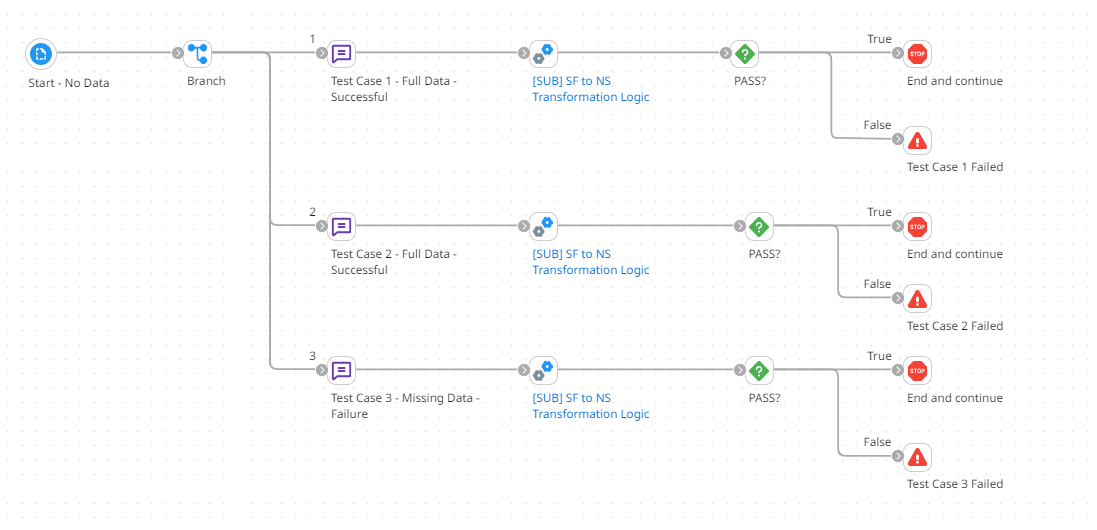 1
True
Start - No Data
Branch
Test Case 1 - Full Data -
Successful
[SUB] SF to NS
Transformation Logic
PASS?
STOP
End and continue
False
Test Case 1 Failed
2
True
Test Case 2 - Full Data -
Successful
[SUB] SF to NS
Transformation Logic
PASS?
STOP
End and continue
False
Test Case 2 Failed
3
True
Test Case 3 - Missing Data -
Failure
[SUB] SF to NS
Transformation Logic
PASS?
STOP
End and continue
False
Test Case 3 Failed